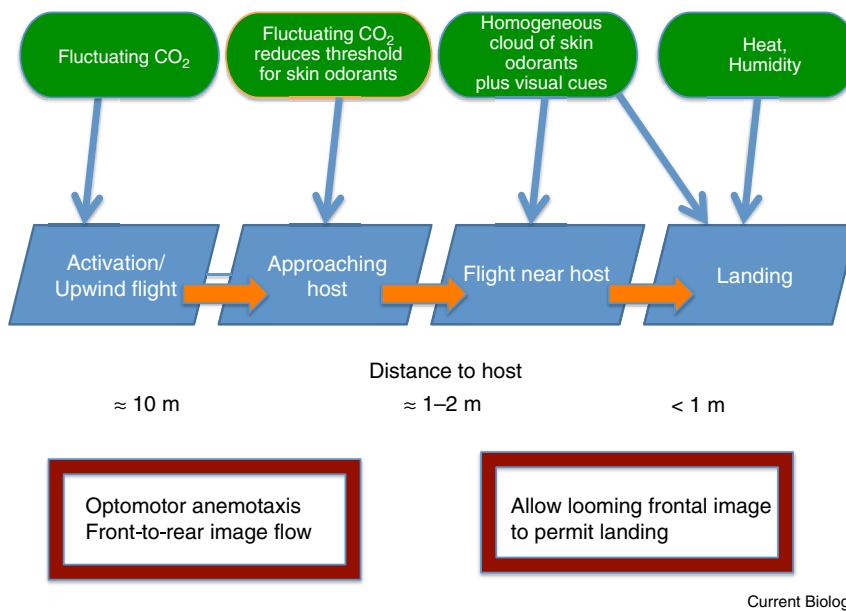 Fluctuating CO₂
Fluctuating CO₂
reduces threshold
for skin odorants
Homogeneous
cloud of skin
odorants
plus visual cues
Heat,
Humidity
Activation/
Upwind flight
Approaching
host
Flight near host
Landing
Distance to host
≈ 10 m
≈ 1–2 m
< 1 m
Optomotor anemotaxis
Front-to-rear image flow
Allow looming frontal image
to permit landing
Current Biolog